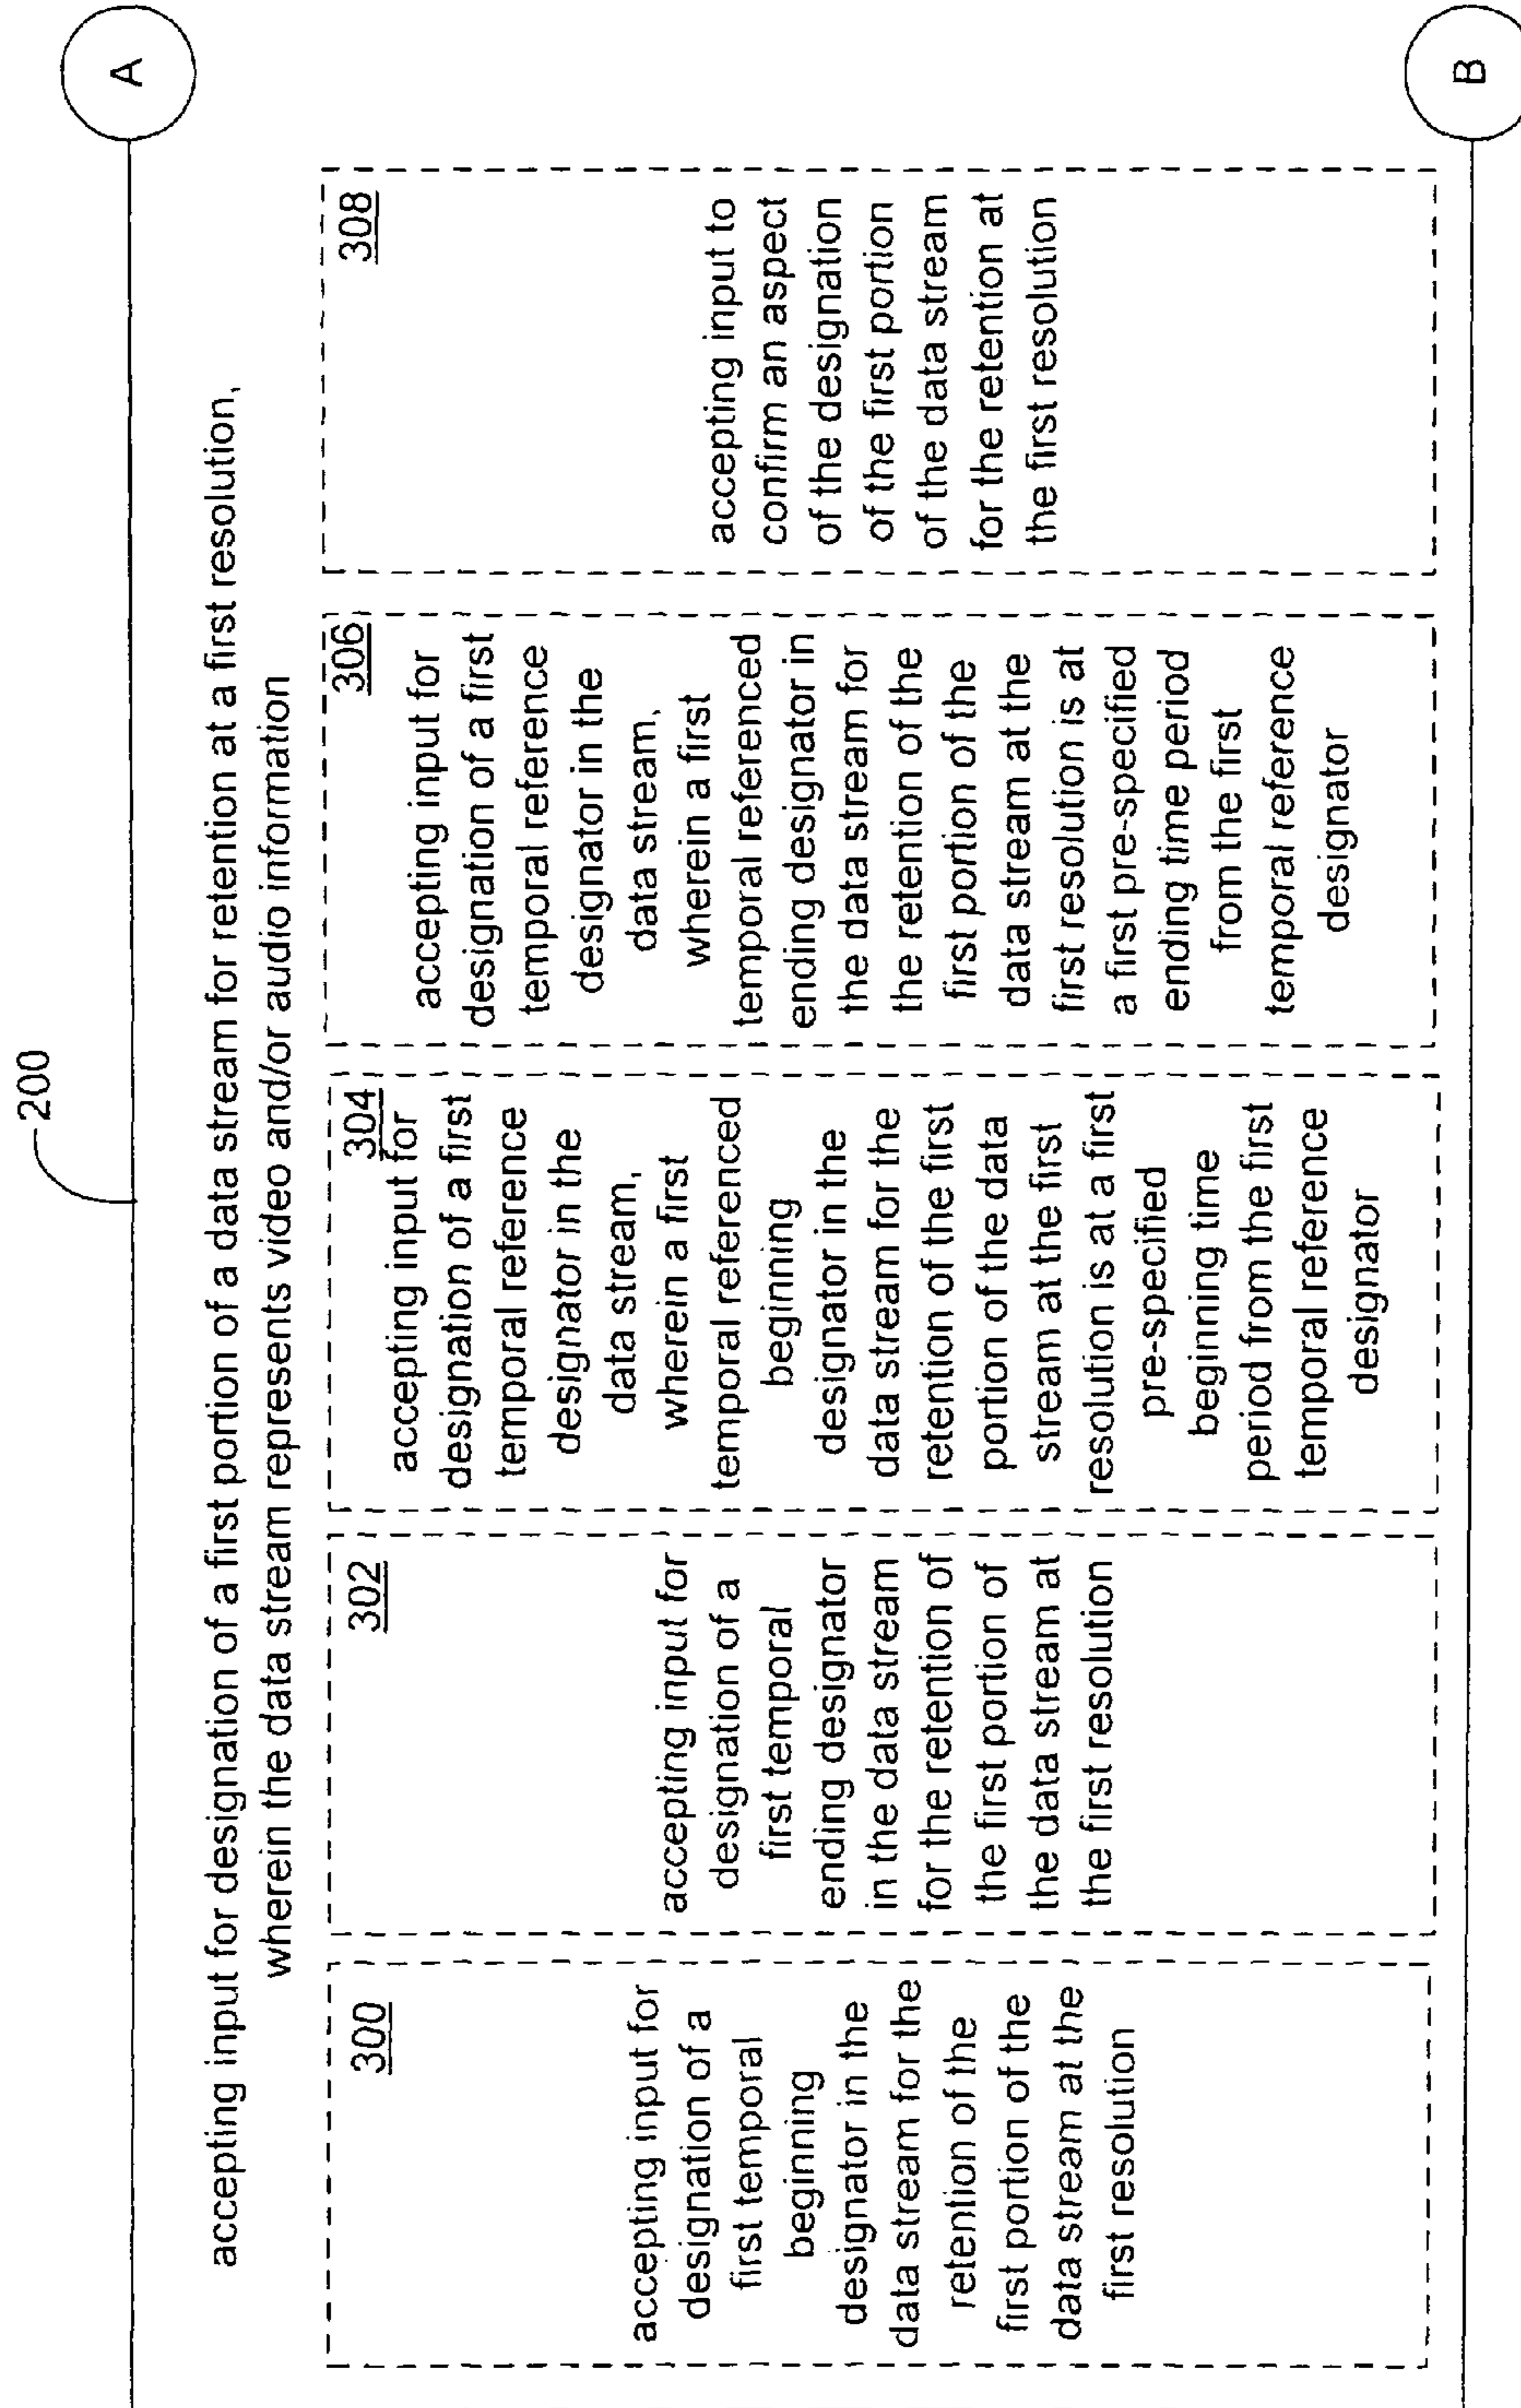 200
A
accepting input for designation of a first portion of a data stream for retention at a first resolution,
wherein the data stream represents video and/or audio information
300
accepting input for
designation of a
first temporal
beginning
designator in the
data stream for the
retention of the
first portion of the
data stream at the
first resolution
302
accepting input for
designation of a
first temporal
ending designator
in the data stream
for the retention of
the first portion of
the data stream at
the first resolution
304
accepting input for
designation of a first
temporal reference
designator in the
data stream,
wherein a first
temporal referenced
beginning
designator in the
data stream for the
retention of the first
portion of the data
stream at the first
resolution is at a first
pre-specified
beginning time
period from the first
temporal reference
designator
306
accepting input for
designation of a first
temporal reference
designator in the
data stream,
wherein a first
temporal referenced
ending designator in
the data stream for
the retention of the
first portion of the
data stream at the
first resolution is at
a first pre-specified
ending time period
from the first
temporal reference
designator
308
accepting input to
confirm an aspect
of the designation
of the first portion
of the data stream
for the retention at
the first resolution
B